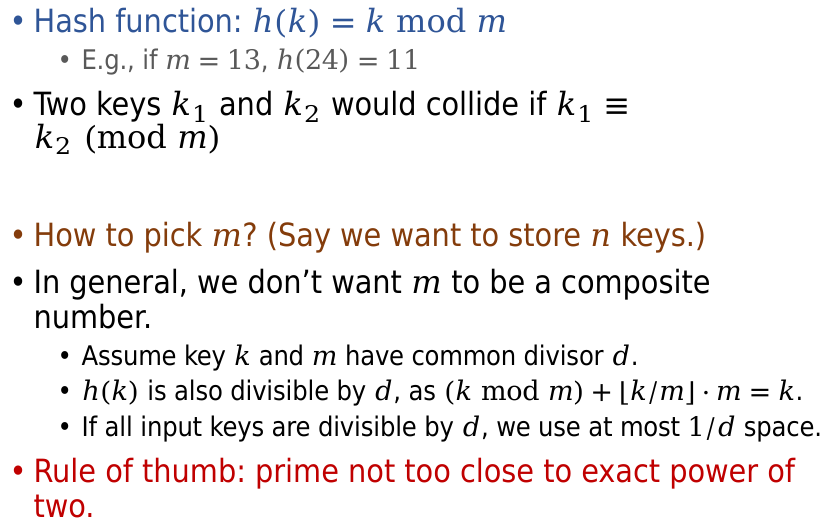 • Hash function: h(k) = k mod m
• E.g., if m = 13, h(24) = 11
• Two keys k₁ and k₂ would collide if k₁ ≡
k₂ (mod m)
• How to pick m? (Say we want to store n keys.)
• In general, we don’t want m to be a composite
number.
• Assume key k and m have common divisor d.
• h(k) is also divisible by d, as (k mod m) + ⌊k/m⌋ · m = k.
• If all input keys are divisible by d, we use at most 1/d space.
• Rule of thumb: prime not too close to exact power of
two.